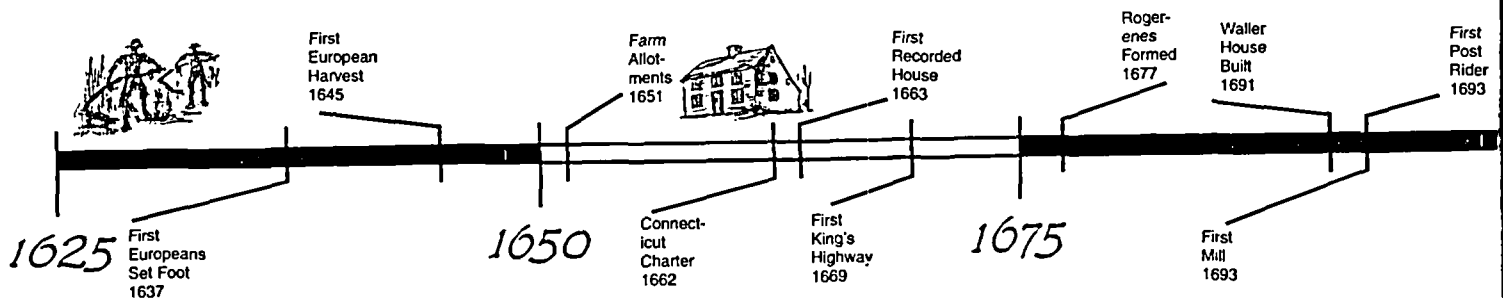 First
European
Harvest
1645
Farm
Allot-
ments
1651
First
Recorded
House
1663
Roger-
enes
Formed
1677
Waller
House
Built
1691
First
Post
Rider
1693
1625
First
Europeans
Set Foot
1637
1650
Connect-
icut
Charter
1662
First
King's
Highway
1669
1675
First
Mill
1693